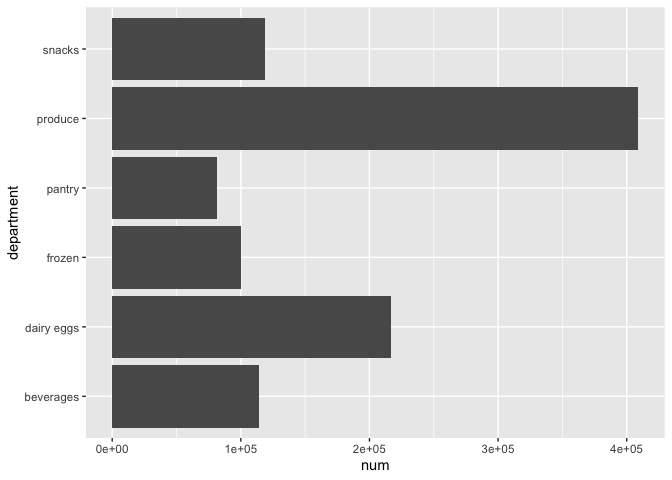 snacks
produce
pantry
frozen
dairy eggs
beverages
department
0e+00 1e+05 2e+05 3e+05 4e+05
num